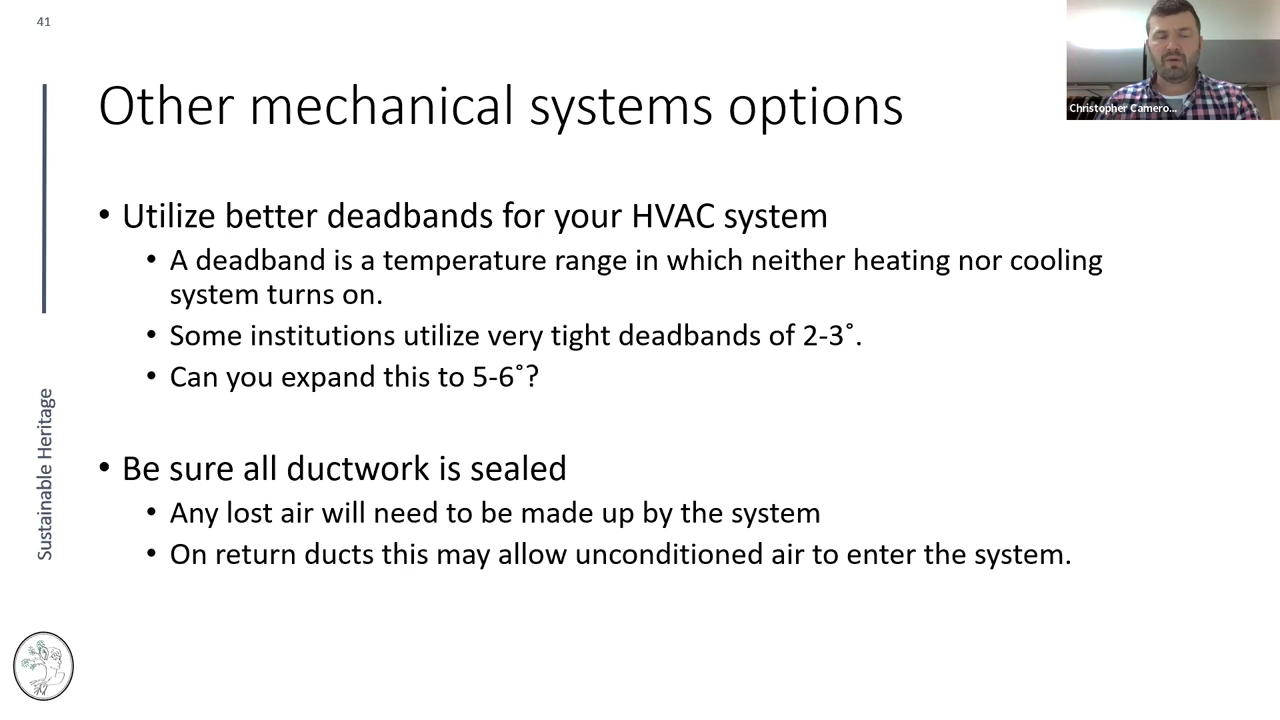 41
Other mechanical systems options
Christopher Camero...
• Utilize better deadbands for your HVAC system
• A deadband is a temperature range in which neither heating nor cooling
system turns on.
• Some institutions utilize very tight deadbands of 2-3˚.
• Can you expand this to 5-6˚?
• Be sure all ductwork is sealed
• Any lost air will need to be made up by the system
• On return ducts this may allow unconditioned air to enter the system.
Sustainable Heritage